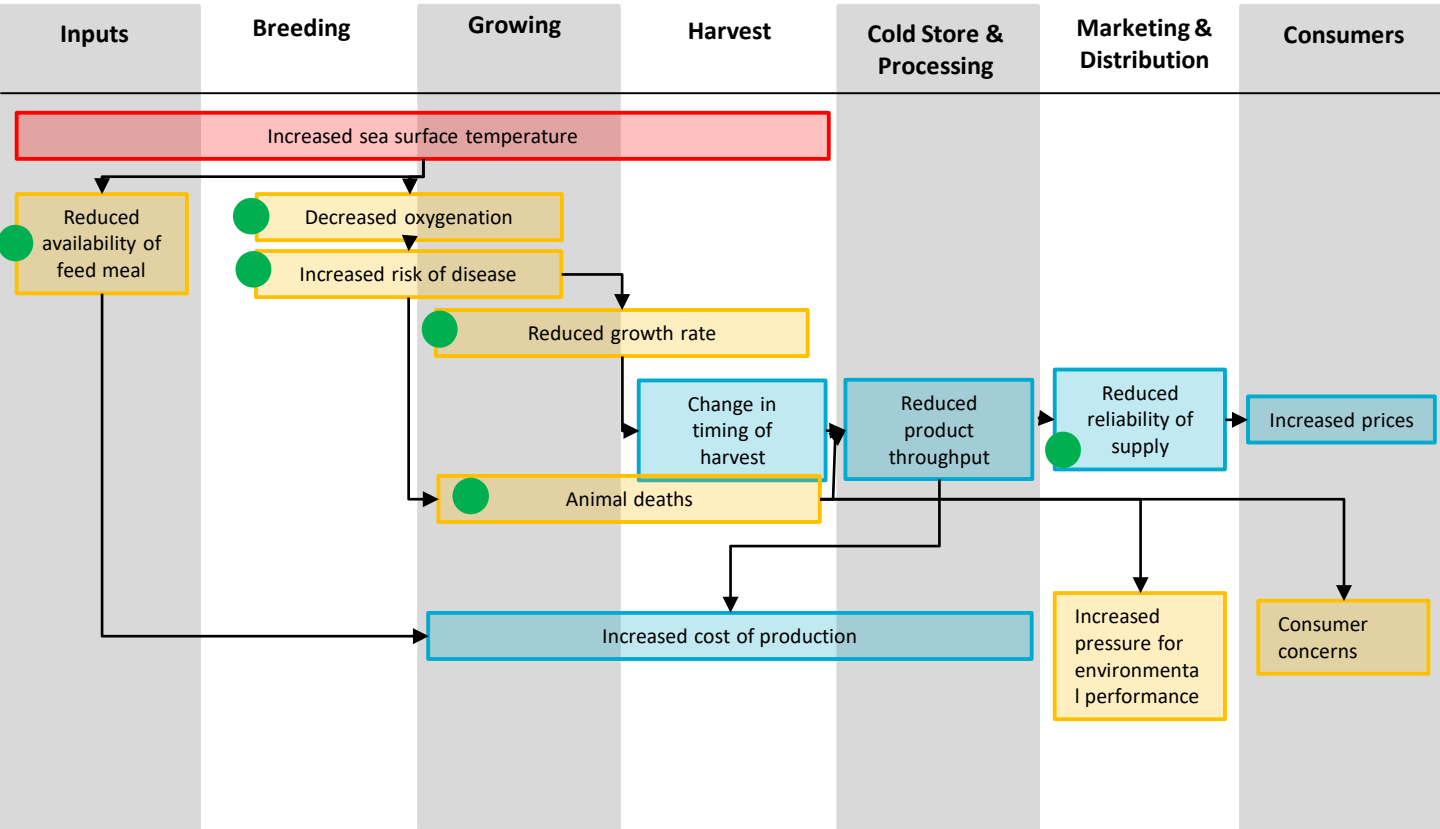 Inputs
Breeding
Growing
Harvest
Cold Store &
Processing
Marketing &
Distribution
Consumers
Increased sea surface temperature
Reduced
availability of
feed meal
Decreased oxygenation
Increased risk of disease
Reduced growth rate
Change in
timing of
harvest
Reduced
product
throughput
Reduced
reliability of
supply
Increased prices
Animal deaths
Increased cost of production
Increased
pressure for
environmenta
l performance
Consumer
concerns